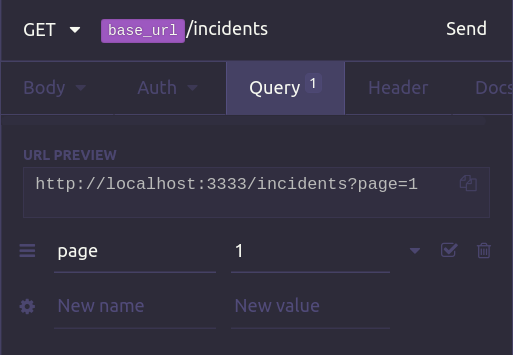 GET base_url/incidents Send
Body Auth Query 1 Header Docs
URL PREVIEW
http://localhost:3333/incidents?page=1
page 1
New name New value